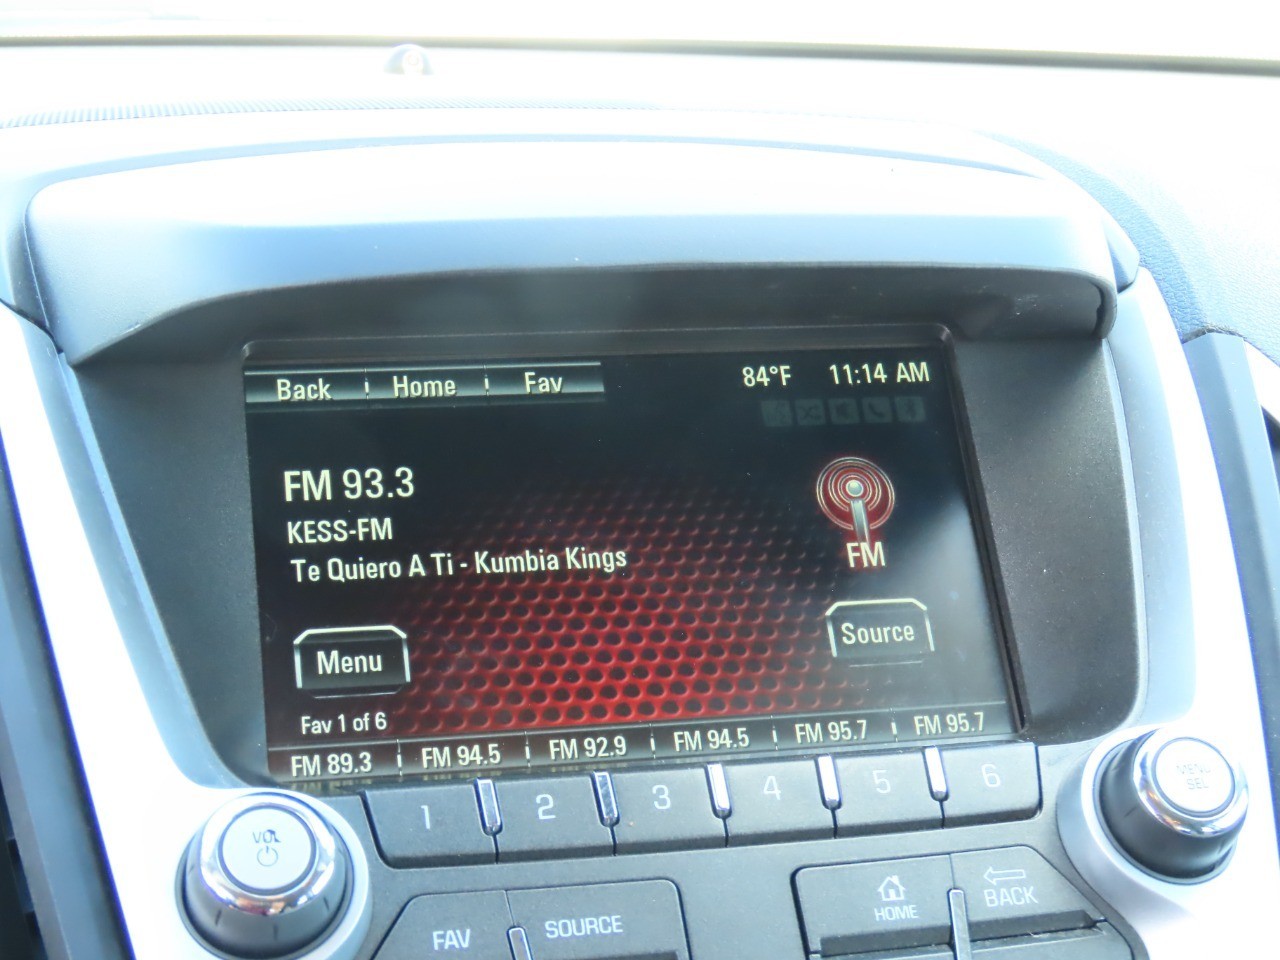 Back Home Fav 84°F 11:14 AM
FM 93.3
KESS-FM
Te Quiero A Ti - Kumbia Kings
FM
Menu
Source
Fav 1 of 6
FM 89.3 FM 94.5 FM 92.9 FM 94.5 FM 95.7 FM 95.7
1 2 3 4 5 6
VOL
MENU
SEL
FAV SOURCE HOME BACK